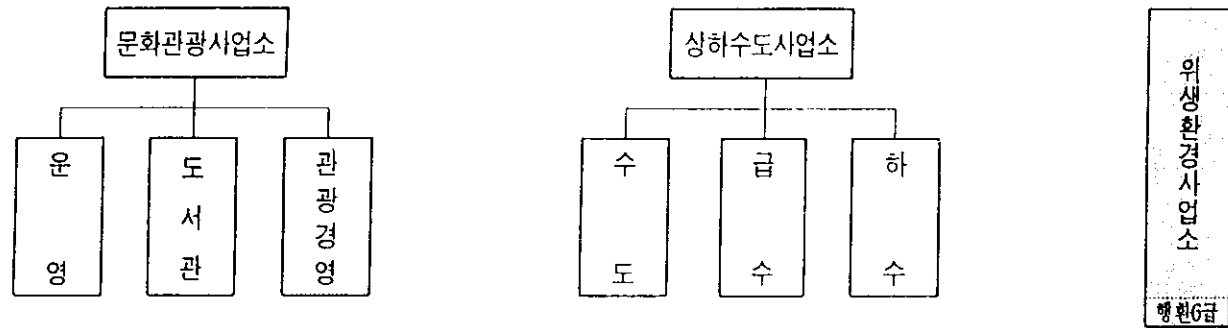 문화관광사업소
상하수도사업소
운영
도서관
관광경영
수도
급수
하수
위생환경사업소
행환6급